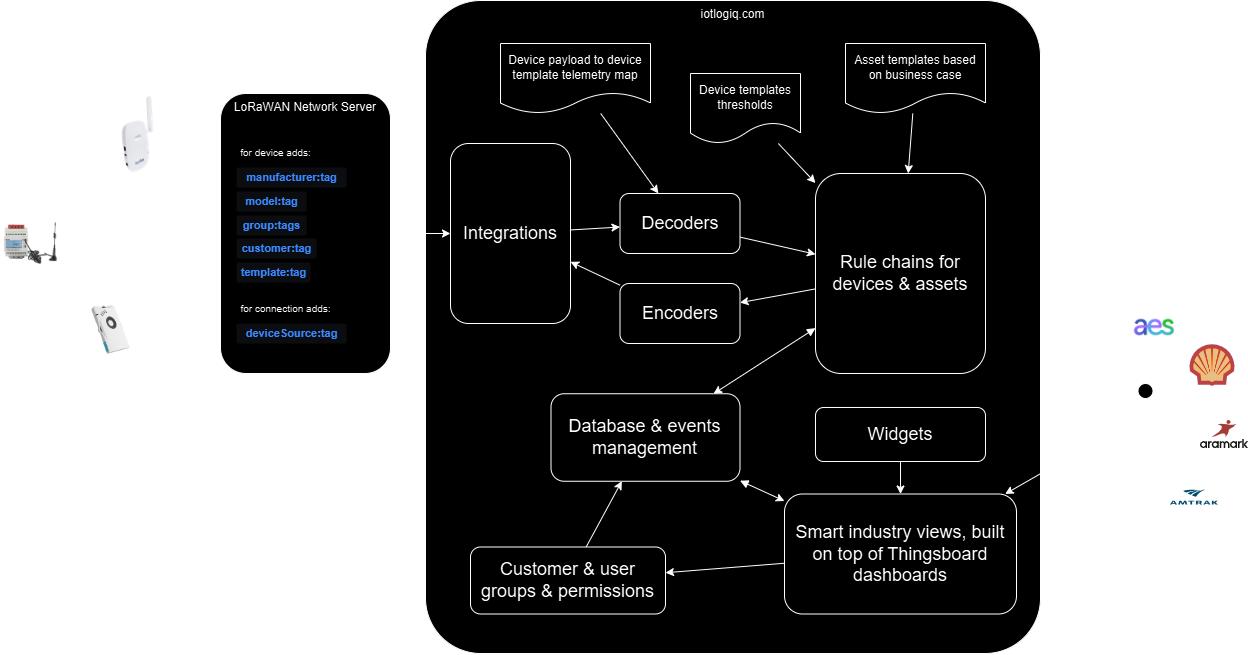 iotlogiq.com
Device payload to device
template telemetry map
Device templates
thresholds
Asset templates based
on business case
LoRaWAN Network Server
for device adds:
manufacturer:tag
model:tag
group:tags
customer:tag
template:tag
for connection adds:
deviceSource:tag
Integrations
Decoders
Encoders
Rule chains for
devices & assets
Database & events
management
Widgets
Smart industry views, built
on top of Thingsboard
dashboards
Customer & user
groups & permissions
aes
aramark
AMTRAK